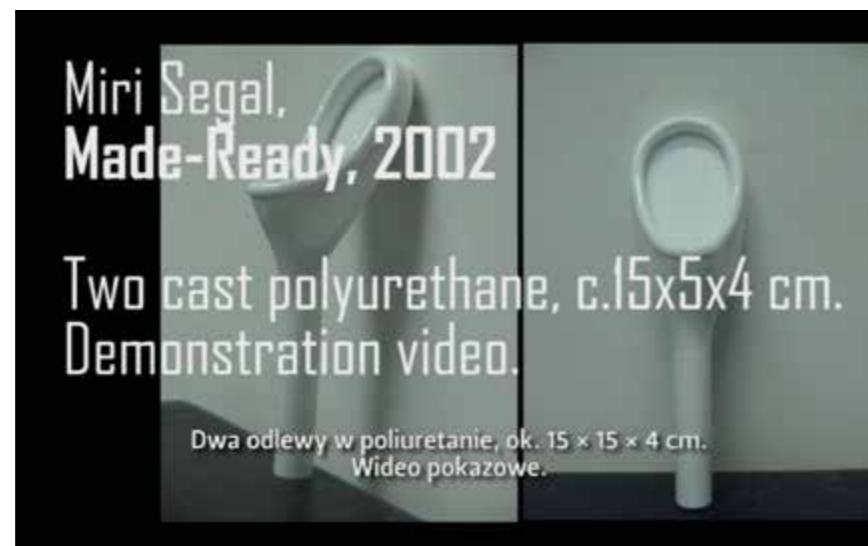 Miri Segal,
Made-Ready, 2002
Two cast polyurethane, c.15x5x4 cm.
Demonstration video.
Dwa odlewy w poliuretanie, ok. 15 × 15 × 4 cm.
Wideo pokazowe.